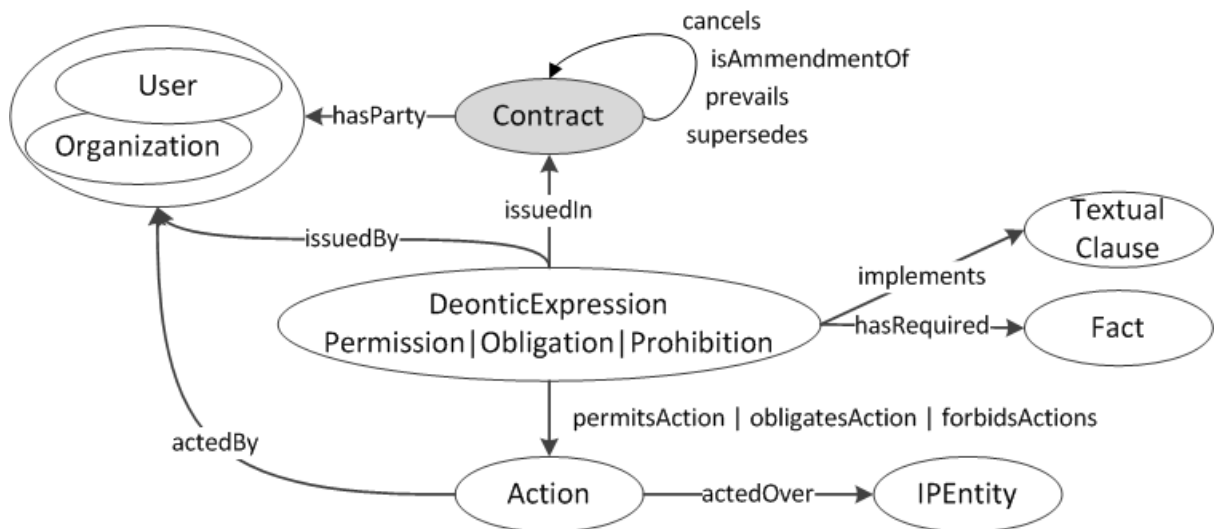 cancels
isAmmendmentOf
prevails
supersedes
User
Organization
hasParty
Contract
issuedIn
issuedBy
Textual
Clause
implements
DeonticExpression
Permission|Obligation|Prohibition
hasRequired
Fact
permitsAction | obligatesAction | forbidsActions
actedBy
Action
actedOver
IPEntity